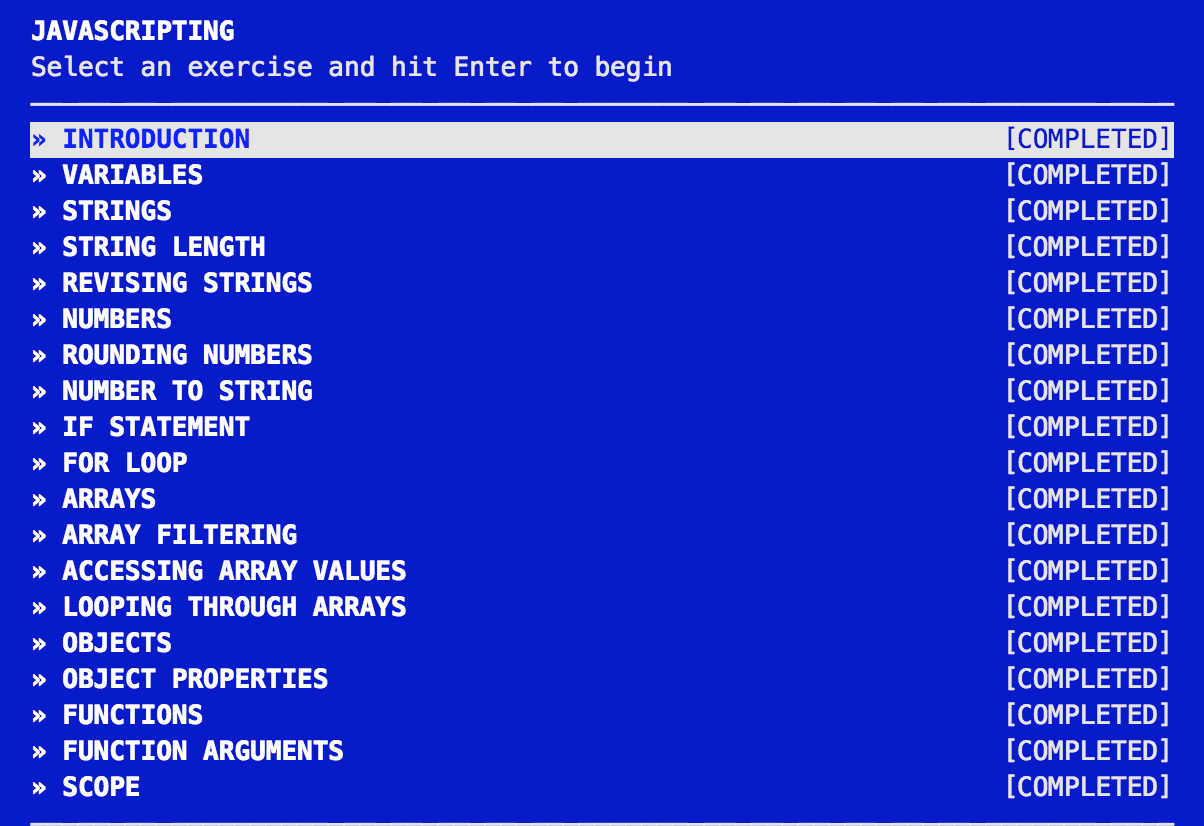 JAVASCRIPTING
Select an exercise and hit Enter to begin
» INTRODUCTION [COMPLETED]
» VARIABLES [COMPLETED]
» STRINGS [COMPLETED]
» STRING LENGTH [COMPLETED]
» REVISING STRINGS [COMPLETED]
» NUMBERS [COMPLETED]
» ROUNDING NUMBERS [COMPLETED]
» NUMBER TO STRING [COMPLETED]
» IF STATEMENT [COMPLETED]
» FOR LOOP [COMPLETED]
» ARRAYS [COMPLETED]
» ARRAY FILTERING [COMPLETED]
» ACCESSING ARRAY VALUES [COMPLETED]
» LOOPING THROUGH ARRAYS [COMPLETED]
» OBJECTS [COMPLETED]
» OBJECT PROPERTIES [COMPLETED]
» FUNCTIONS [COMPLETED]
» FUNCTION ARGUMENTS [COMPLETED]
» SCOPE [COMPLETED]